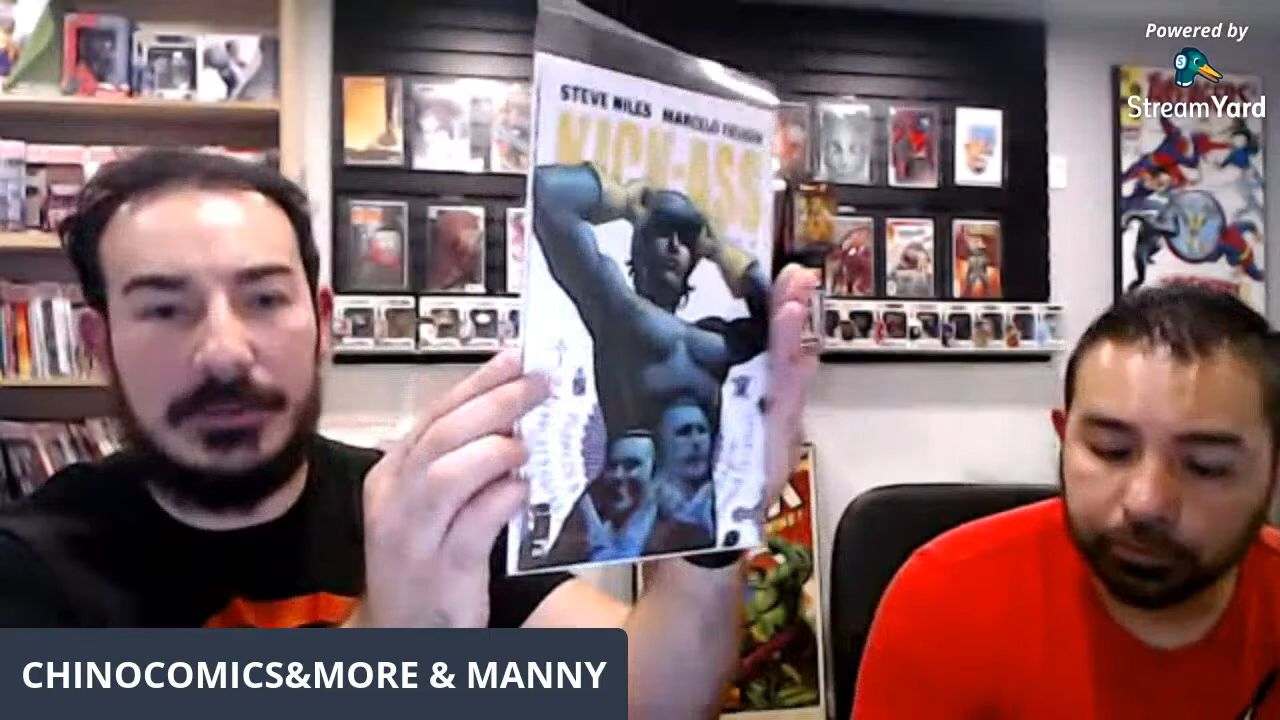 Powered by
StreamYard
STEVE NILES MARCELO FRUSIN
KICK-ASS
CHINOCOMICS&MORE & MANNY